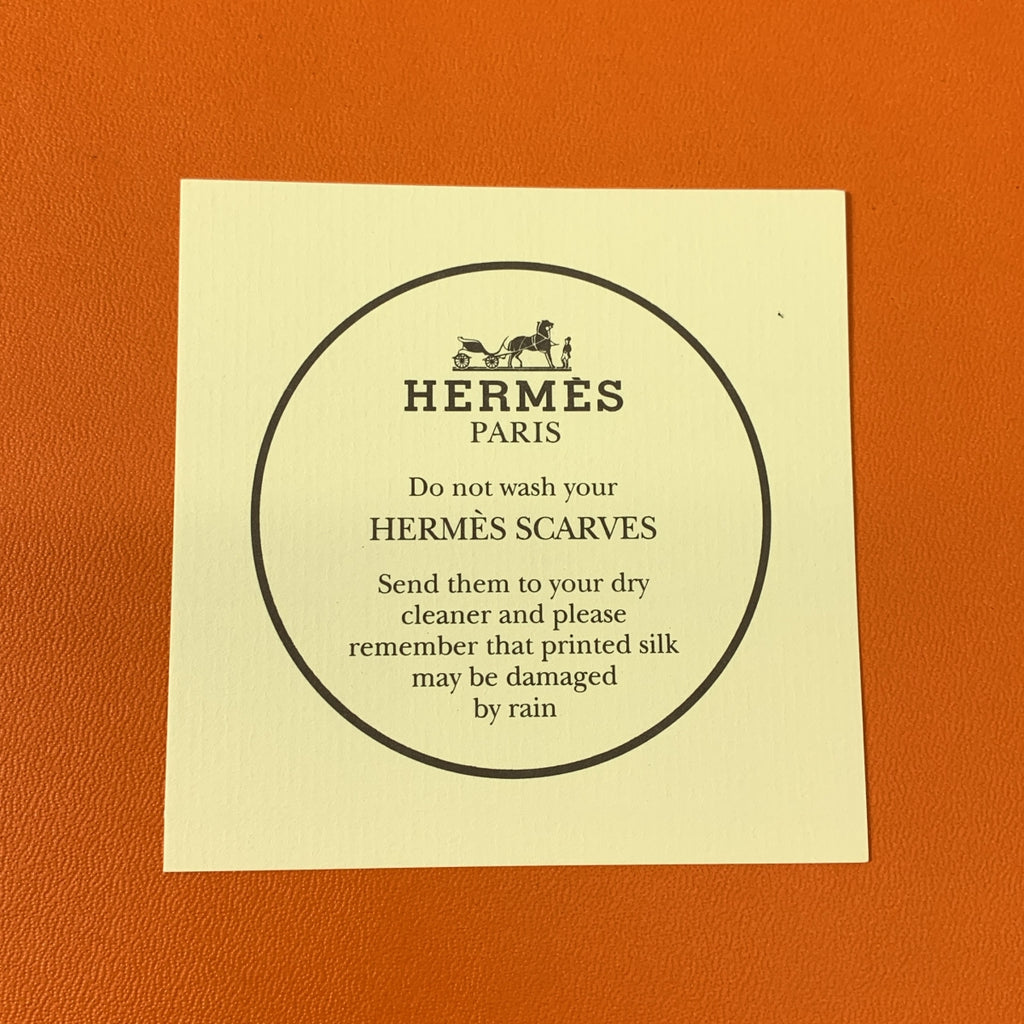 HERMÈS
PARIS
Do not wash your
HERMÈS SCARVES
Send them to your dry
cleaner and please
remember that printed silk
may be damaged
by rain